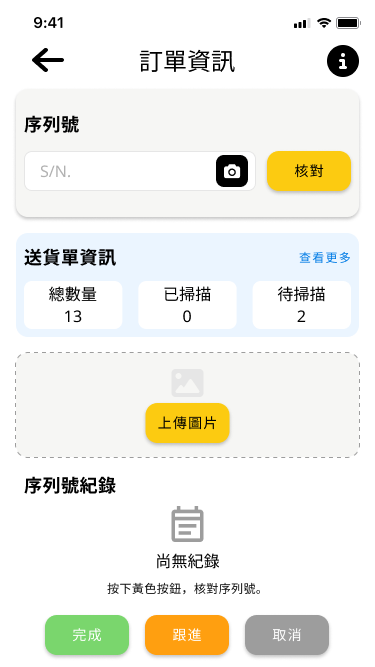 9:41
訂單資訊
序列號
S/N.
核對
送貨單資訊
查看更多
總數量
13
已掃描
0
待掃描
2
上傳圖片
序列號紀錄
尚無紀錄
按下黃色按鈕，核對序列號。
完成
跟進
取消